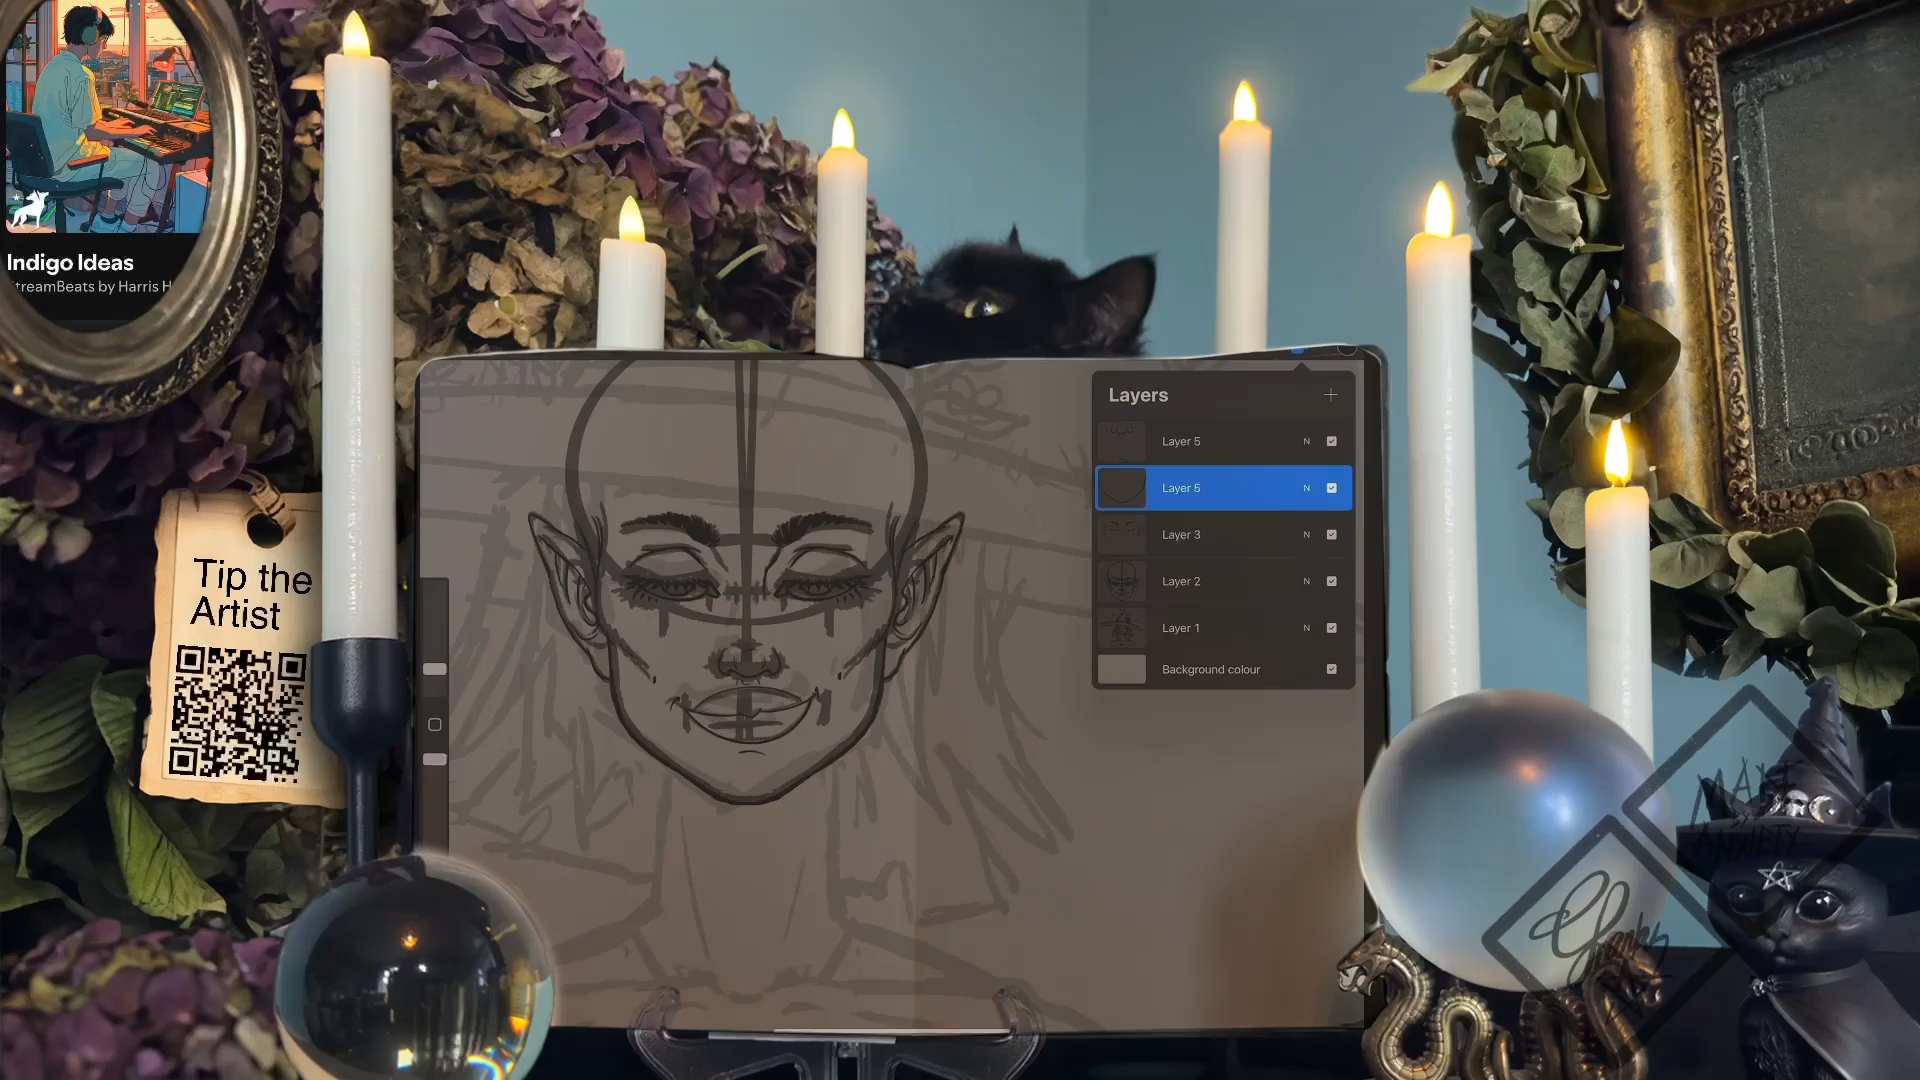 Indigo Ideas
treamBeats by Harris H
Tip the
Artist
Layers
Layer 5 N
Layer 5 N
Layer 3 N
Layer 2 N
Layer 1 N
Background colour
ANXIETY